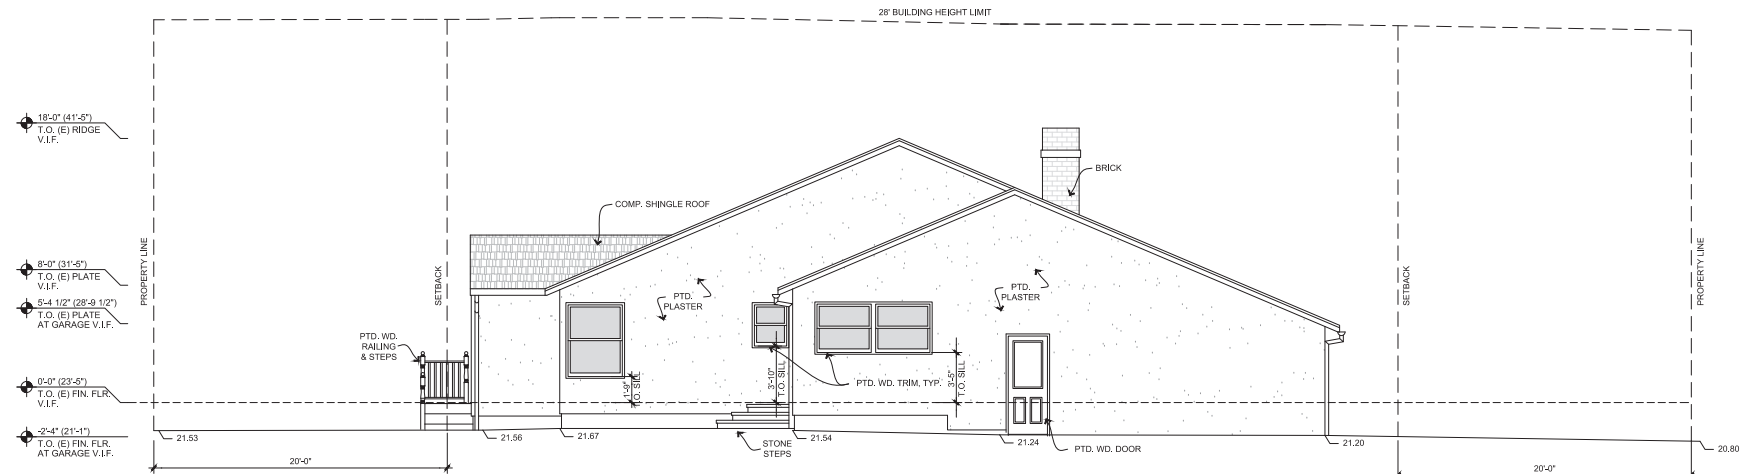 28' BUILDING HEIGHT LIMIT
18'-0" (41'-5")
T.O. (E) RIDGE
V.I.F.
8'-0" (31'-5")
T.O. (E) PLATE
V.I.F.
5'-4 1/2" (28'-9 1/2")
T.O. (E) PLATE
AT GARAGE V.I.F.
0'-0" (23'-5")
T.O. (E) FIN. FLR.
V.I.F.
-2'-4" (21'-1")
T.O. (E) FIN. FLR.
AT GARAGE V.I.F.
PROPERTY LINE
SETBACK
COMP. SHINGLE ROOF
BRICK
PTD.
PLASTER
PTD.
PLASTER
SETBACK
PROPERTY LINE
PTD. WD.
RAILING
& STEPS
1'-9"
T.O. SILL
3'-10"
T.O. SILL
PTD. WD. TRIM, TYP.
3'-5"
T.O. SILL
21.53
21.56
21.67
STONE
STEPS
21.54
21.24
PTD. WD. DOOR
21.20
20.80
20'-0"
20'-0"